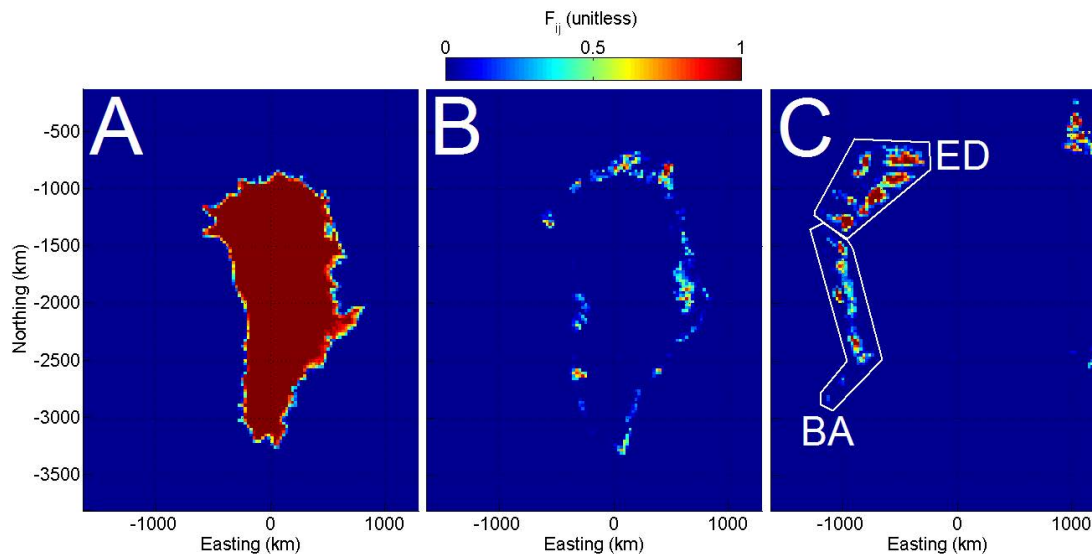 F_ij (unitless)
0 0.5 1
A B C
ED
BA
-500
-1000
-1500
-2000
-2500
-3000
-3500
Northing (km)
-1000 0 1000 -1000 0 1000 -1000 0 1000
Easting (km) Easting (km) Easting (km)